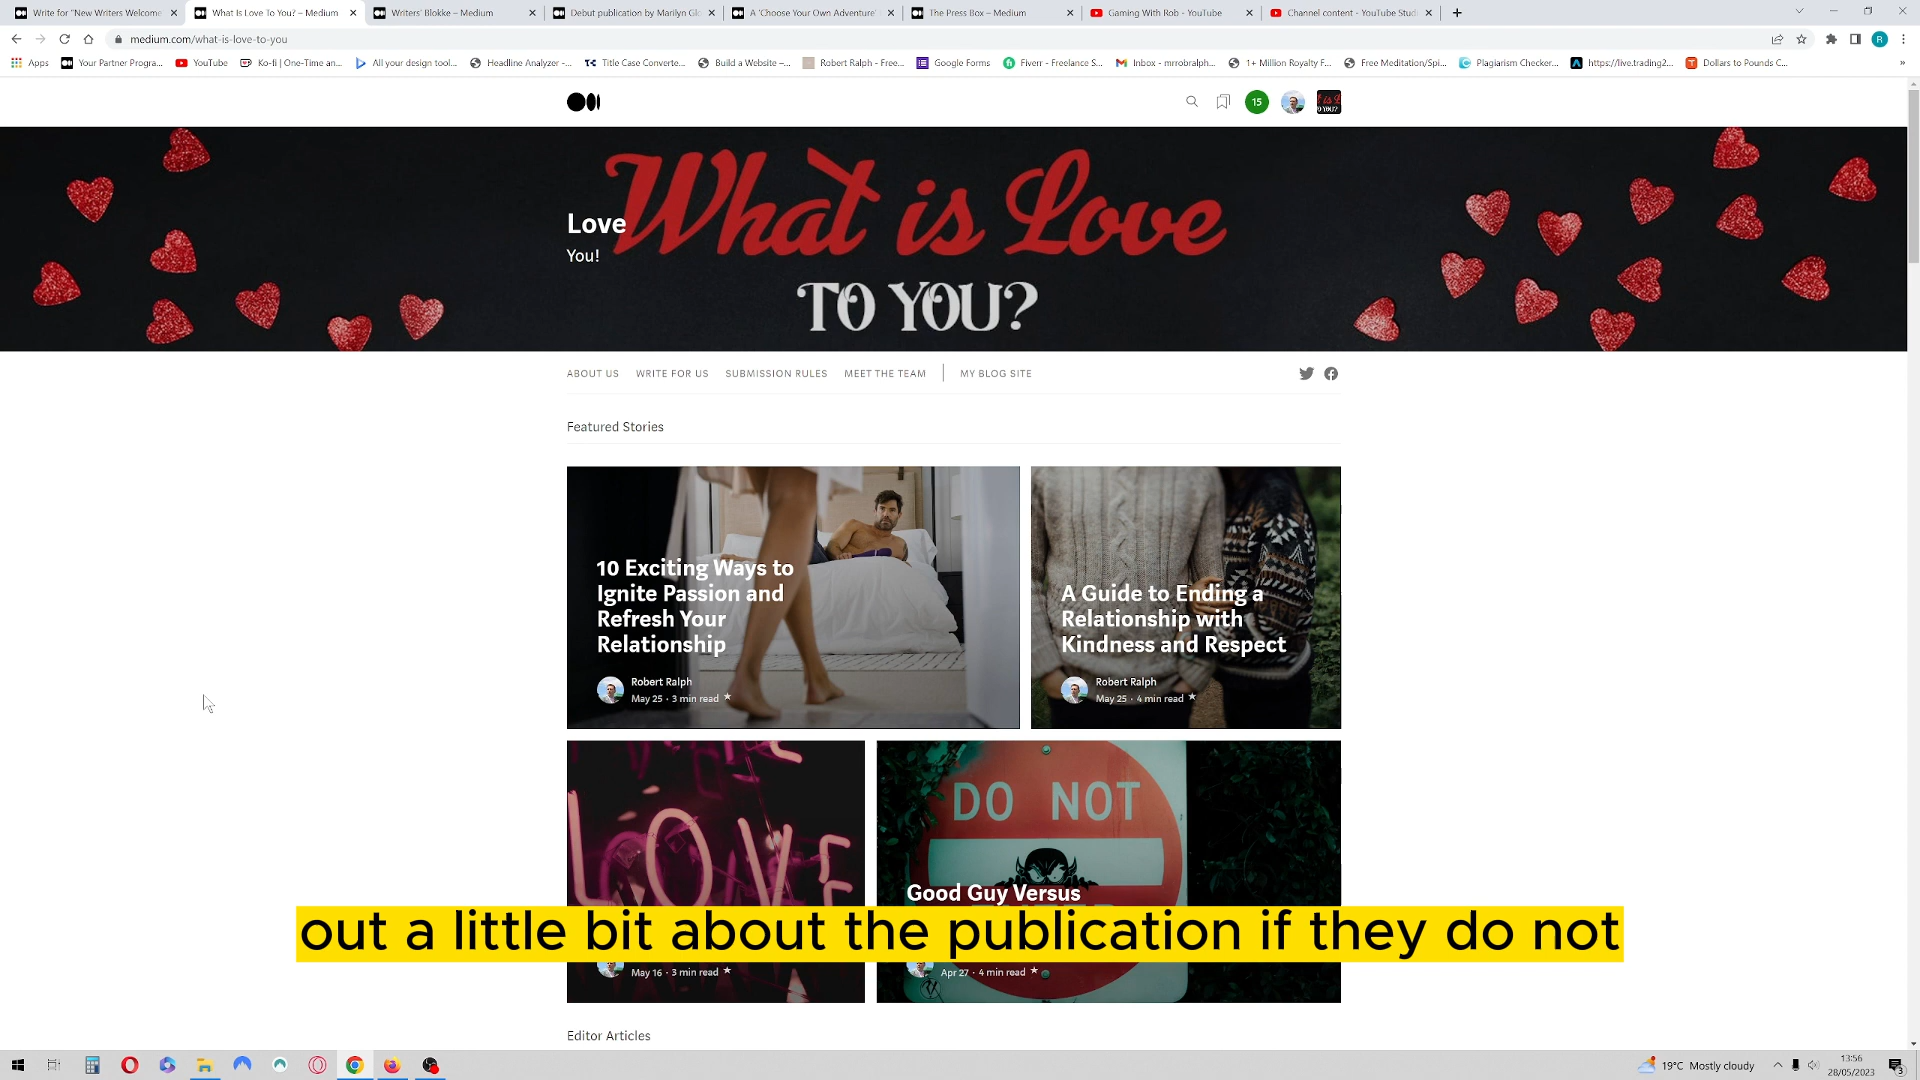 Write for "New Writers Welcome
What Is Love To You? – Medium
Writers' Blokke – Medium
Debut publication by Marilyn Glo
A 'Choose Your Own Adventure'
The Press Box – Medium
Gaming With Rob - YouTube
Channel content - YouTube Studi
medium.com/what-is-love-to-you
R
Apps
Your Partner Progra...
YouTube
Ko-fi | One-Time an...
All your design tool...
Headline Analyzer -...
Title Case Converte...
Build a Website –...
Robert Ralph - Free...
Google Forms
Fiverr - Freelance S...
Inbox - mrrobralph...
1+ Million Royalty F...
Free Meditation/Spi...
Plagiarism Checker...
https://live.trading2...
Dollars to Pounds C...
15
What is Love
TO YOU?
Love
You!
ABOUT US
WRITE FOR US
SUBMISSION RULES
MEET THE TEAM
MY BLOG SITE
Featured Stories
10 Exciting Ways to
Ignite Passion and
Refresh Your
Relationship
Robert Ralph
May 25 · 3 min read
A Guide to Ending a
Relationship with
Kindness and Respect
Robert Ralph
May 25 · 4 min read
LOVE
DO NOT
Good Guy Versus
out a little bit about the publication if they do not
May 16 · 3 min read
Apr 27 · 4 min read
Editor Articles
19°C Mostly cloudy
13:56
28/05/2023
3